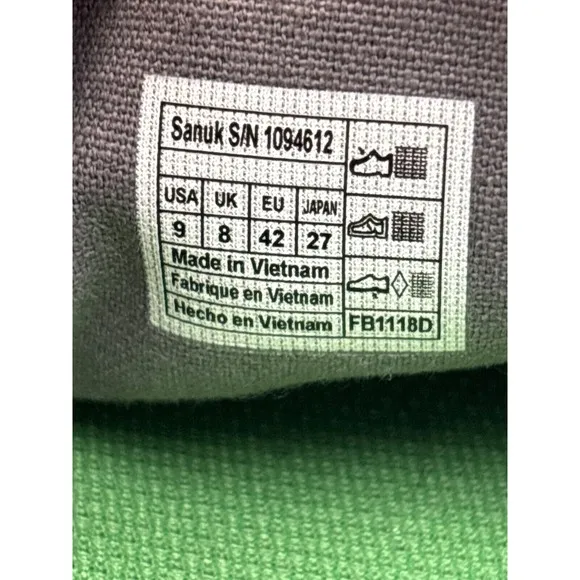 Sanuk S/N 1094612
USA UK EU JAPAN
9 8 42 27
Made in Vietnam
Fabrique en Vietnam
Hecho en Vietnam
FB1118D